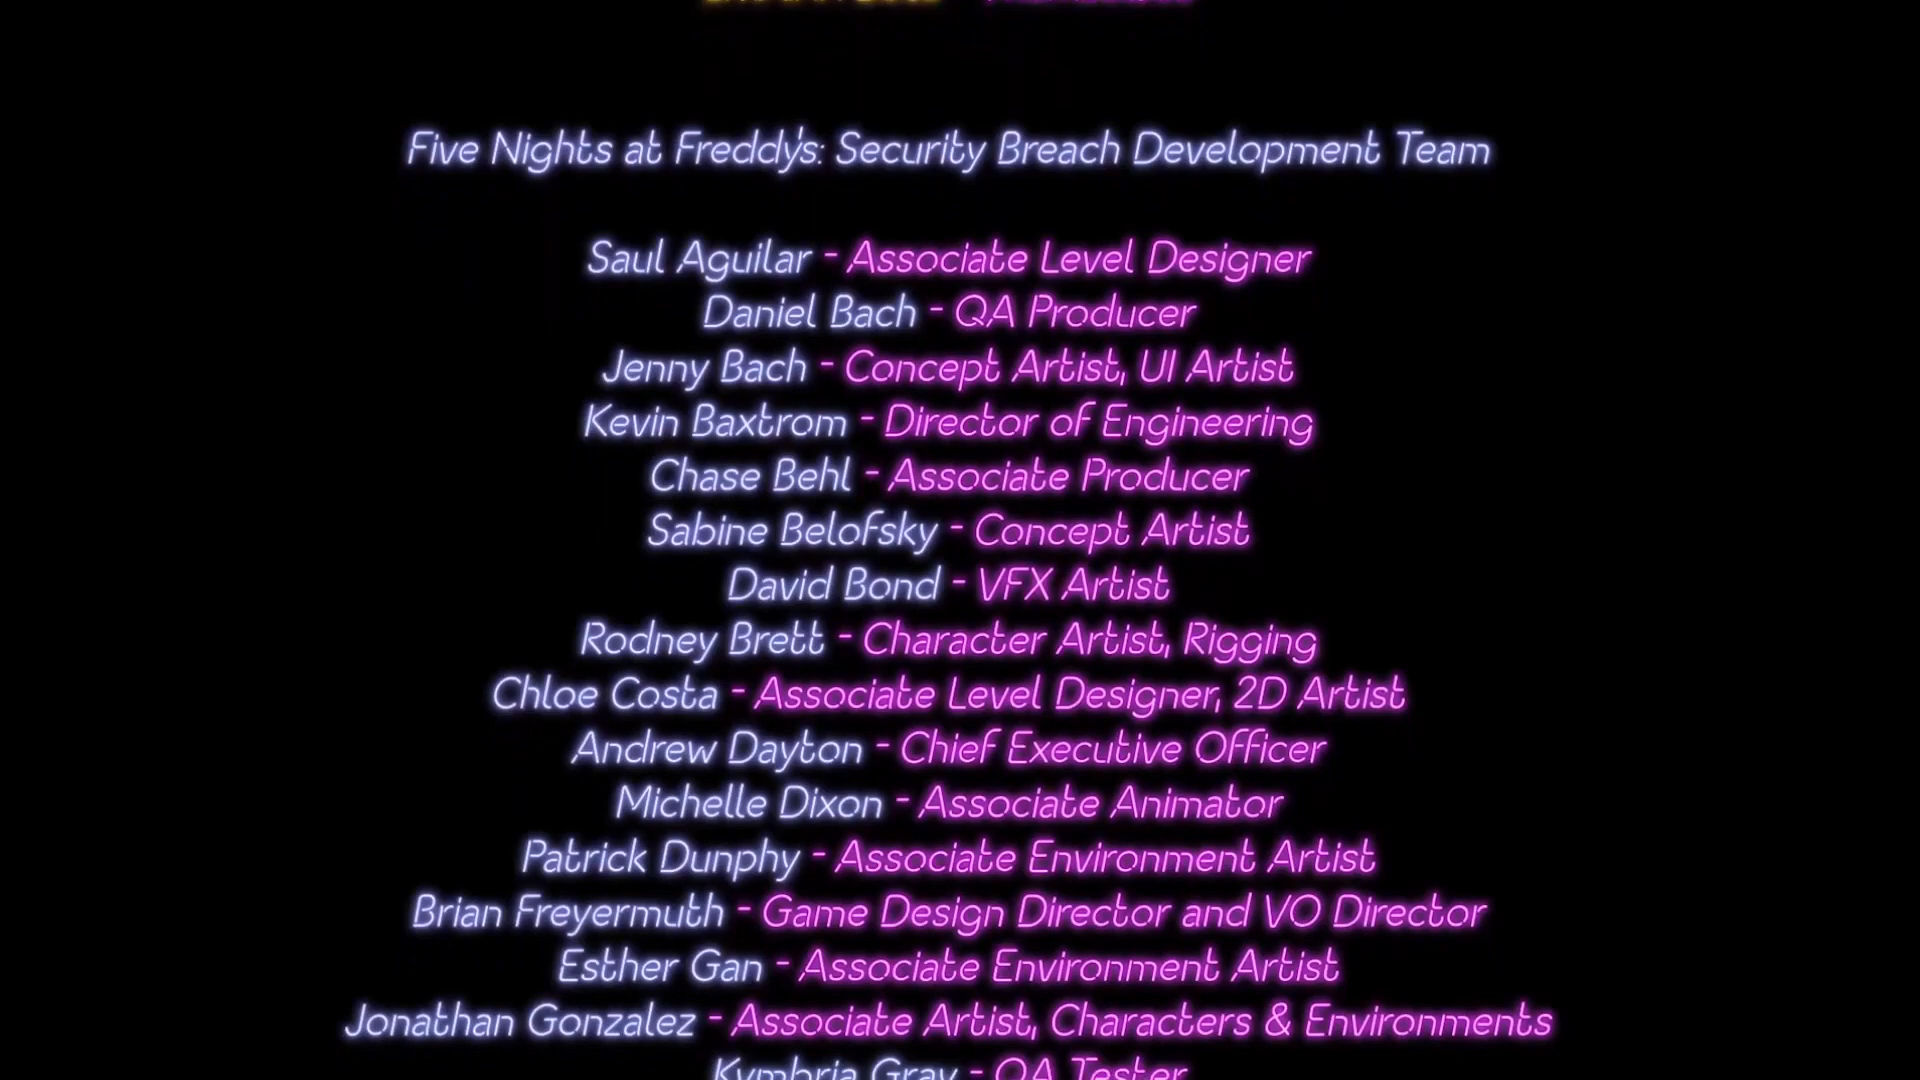 Five Nights at Freddy's: Security Breach Development Team
Saul Aguilar - Associate Level Designer
Daniel Bach - QA Producer
Jenny Bach - Concept Artist, UI Artist
Kevin Baxtrom - Director of Engineering
Chase Behl - Associate Producer
Sabine Belofsky - Concept Artist
David Bond - VFX Artist
Rodney Brett - Character Artist, Rigging
Chloe Costa - Associate Level Designer, 2D Artist
Andrew Dayton - Chief Executive Officer
Michelle Dixon - Associate Animator
Patrick Dunphy - Associate Environment Artist
Brian Freyermuth - Game Design Director and VO Director
Esther Gan - Associate Environment Artist
Jonathan Gonzalez - Associate Artist, Characters & Environments
Kymbria Gray - QA Tester